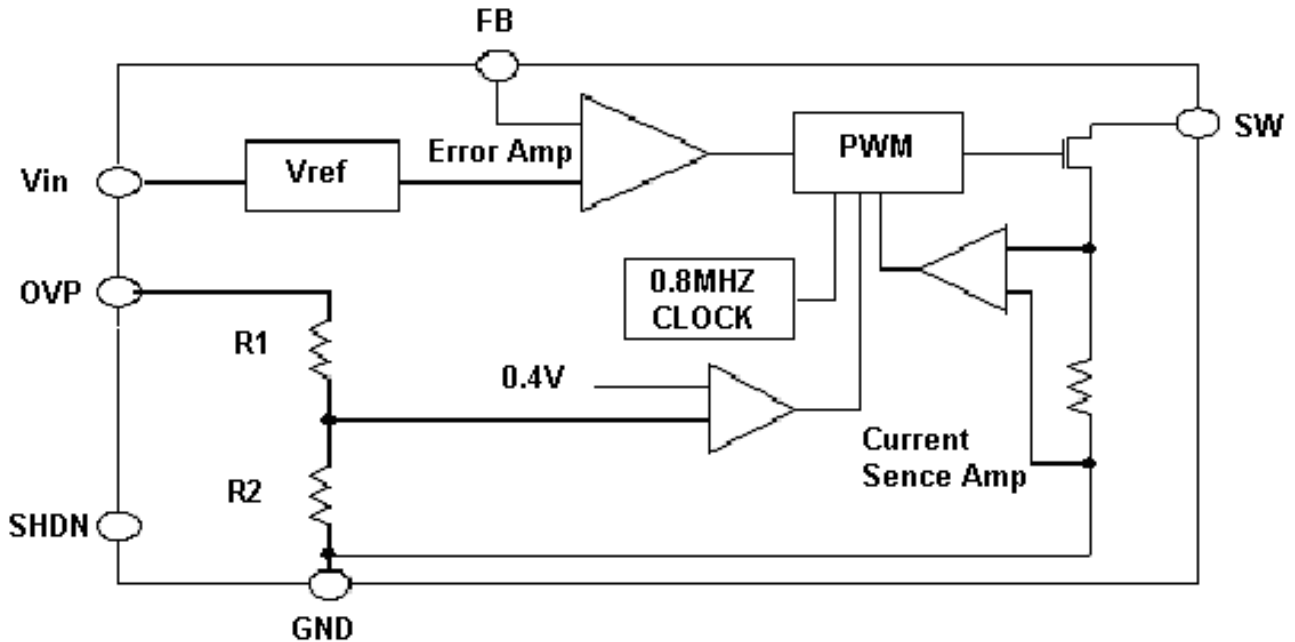 FB
SW
PWM
Error Amp
Vref
Vin
OVP
0.8MHZ
CLOCK
R1
0.4V
Current
Sence Amp
R2
SHDN
GND